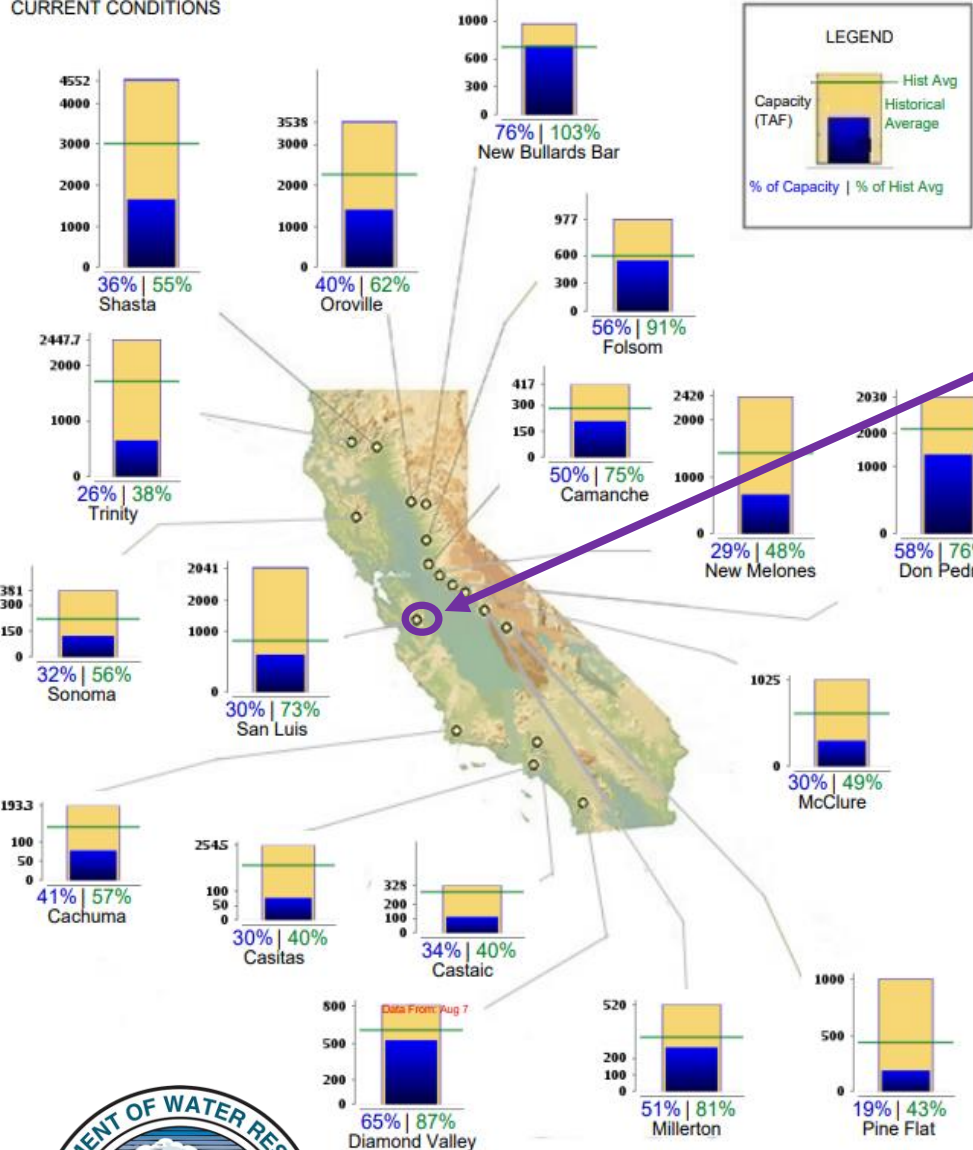 CURRENT CONDITIONS
LEGEND
Hist Avg
Capacity
(TAF)
Historical
Average
% of Capacity | % of Hist Avg
1000
600
300
0
76% | 103%
New Bullards Bar
4552
4000
3000
2000
1000
0
36% | 55%
Shasta
3538
3000
2000
1000
0
40% | 62%
Oroville
977
600
300
0
56% | 91%
Folsom
2447.7
2000
1000
0
26% | 38%
Trinity
417
300
150
0
50% | 75%
Camanche
2420
2000
1000
0
29% | 48%
New Melones
2030
2000
1000
0
58% | 76
Don Ped
381
300
150
0
32% | 56%
Sonoma
2041
2000
1000
0
30% | 73%
San Luis
1025
0
30% | 49%
McClure
193.3
100
50
0
41% | 57%
Cachuma
254.5
100
50
0
30% | 40%
Casitas
328
200
100
0
34% | 40%
Castaic
800
500
200
0
Data From: Aug 7
65% | 87%
Diamond Valley
520
200
100
0
51% | 81%
Millerton
1000
500
0
19% | 43%
Pine Flat
MENT OF WATER RES